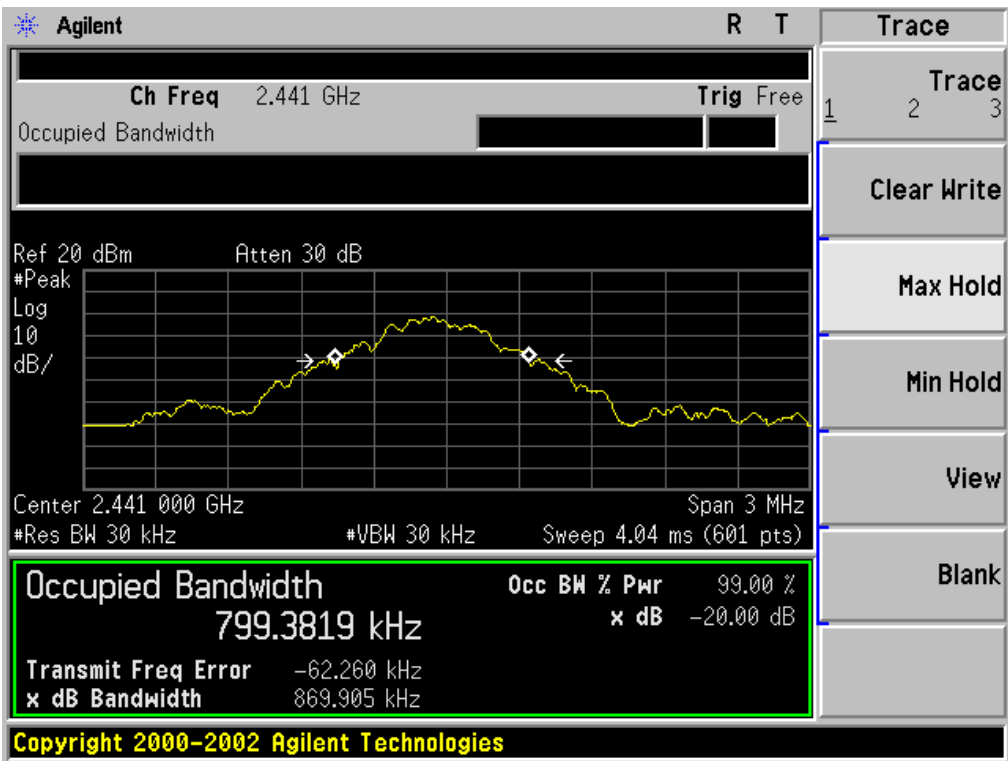 Agilent R T Trace
Ch Freq 2.441 GHz Trig Free
Occupied Bandwidth
Trace
1 2 3
Clear Write
Max Hold
Min Hold
View
Blank
Ref 20 dBm Atten 30 dB
#Peak
Log
10
dB/
Center 2.441 000 GHz Span 3 MHz
#Res BW 30 kHz #VBW 30 kHz Sweep 4.04 ms (601 pts)
Occupied Bandwidth Occ BW % Pwr 99.00 %
799.3819 kHz x dB -20.00 dB
Transmit Freq Error -62.260 kHz
x dB Bandwidth 869.905 kHz
Copyright 2000-2002 Agilent Technologies